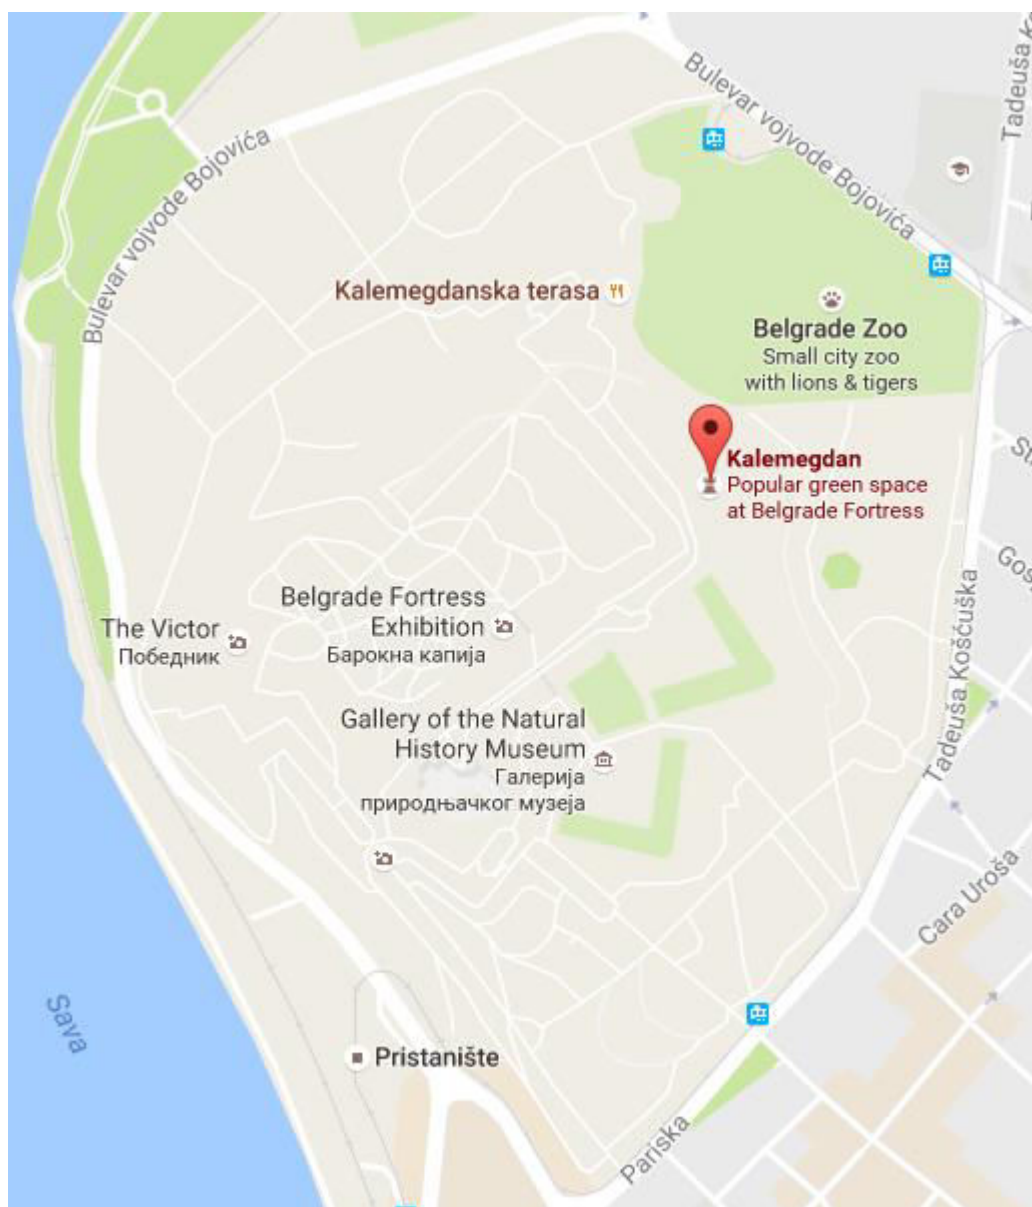 Bulevar vojvode Bojovića
Tadeuša
Bulevar vojvode Bojovića
Kalemegdanska terasa
Belgrade Zoo
Small city zoo
with lions & tigers
Kalemegdan
Popular green space
at Belgrade Fortress
Belgrade Fortress
Exhibition
Барокна капија
The Victor
Победник
Gallery of the Natural
History Museum
Галерија
природњачког музеја
Tadeuša Košćuška
Cara Uroša
Sava
Pristanište
Pariska